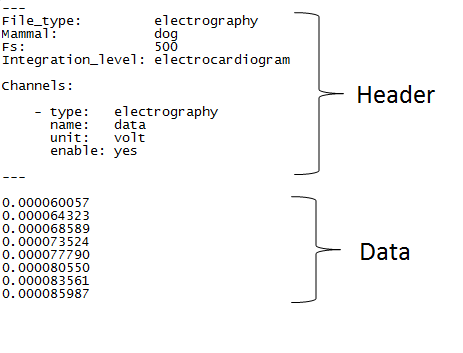 ---
File_type: electrography
Mammal: dog
Fs: 500
Integration_level: electrocardiogram
Channels:
- type: electrography
name: data
unit: volt
enable: yes
---
Header
0.000060057
0.000064323
0.000068589
0.000073524
0.000077790
0.000080550
0.000083561
0.000085987
Data